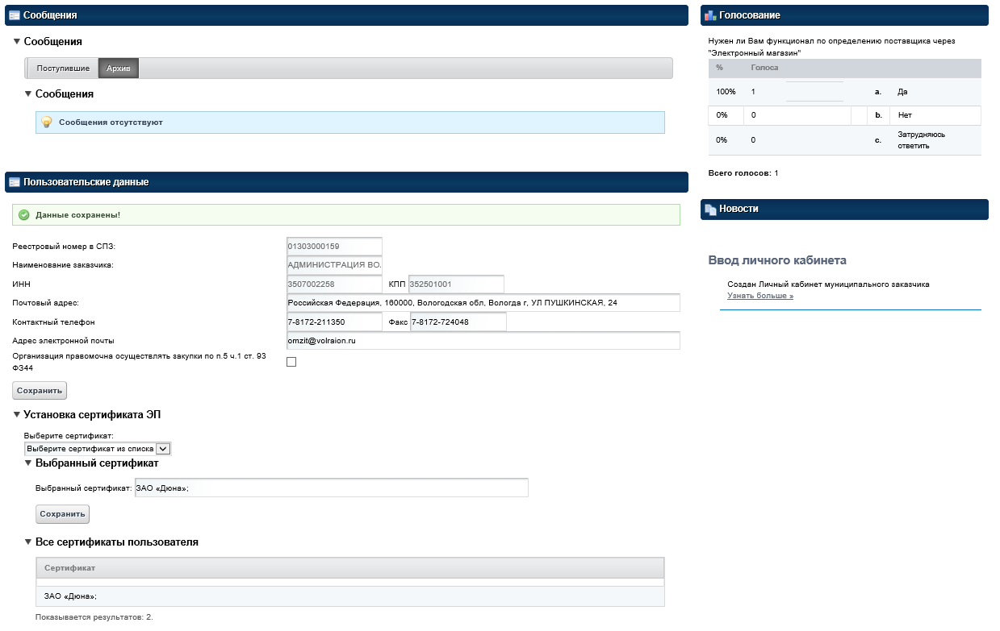 Сообщения
Сообщения
Поступившие Архив
Сообщения
Сообщения отсутствуют
Пользовательские данные
Данные сохранены!
Реестровый номер в СПЗ: 01303000159
Наименование заказчика: АДМИНИСТРАЦИЯ ВО.
ИНН 3507002258 КПП 352501001
Почтовый адрес: Российская Федерация, 160000, Вологодская обл, Вологда г, УЛ ПУШКИНСКАЯ, 24
Контактный телефон 7-8172-211350 Факс 7-8172-724048
Адрес электронной почты omzit@volraion.ru
Организация правомочна осуществлять закупки по п.5 ч.1 ст. 93
ФЗ44
Сохранить
Установка сертификата ЭП
Выберите сертификат:
Выберите сертификат из списка
Выбранный сертификат
Выбранный сертификат: ЗАО «Дюна»;
Сохранить
Все сертификаты пользователя
Сертификат
ЗАО «Дюна»;
Показывается результатов: 2.
Голосование
Нужен ли Вам функционал по определению поставщика через
"Электронный магазин"
% Голоса
100% 1 a. Да
0% 0 b. Нет
0% 0 c. Затрудняюсь
ответить
Всего голосов: 1
Новости
Ввод личного кабинета
Создан Личный кабинет муниципального заказчика
Узнать больше »